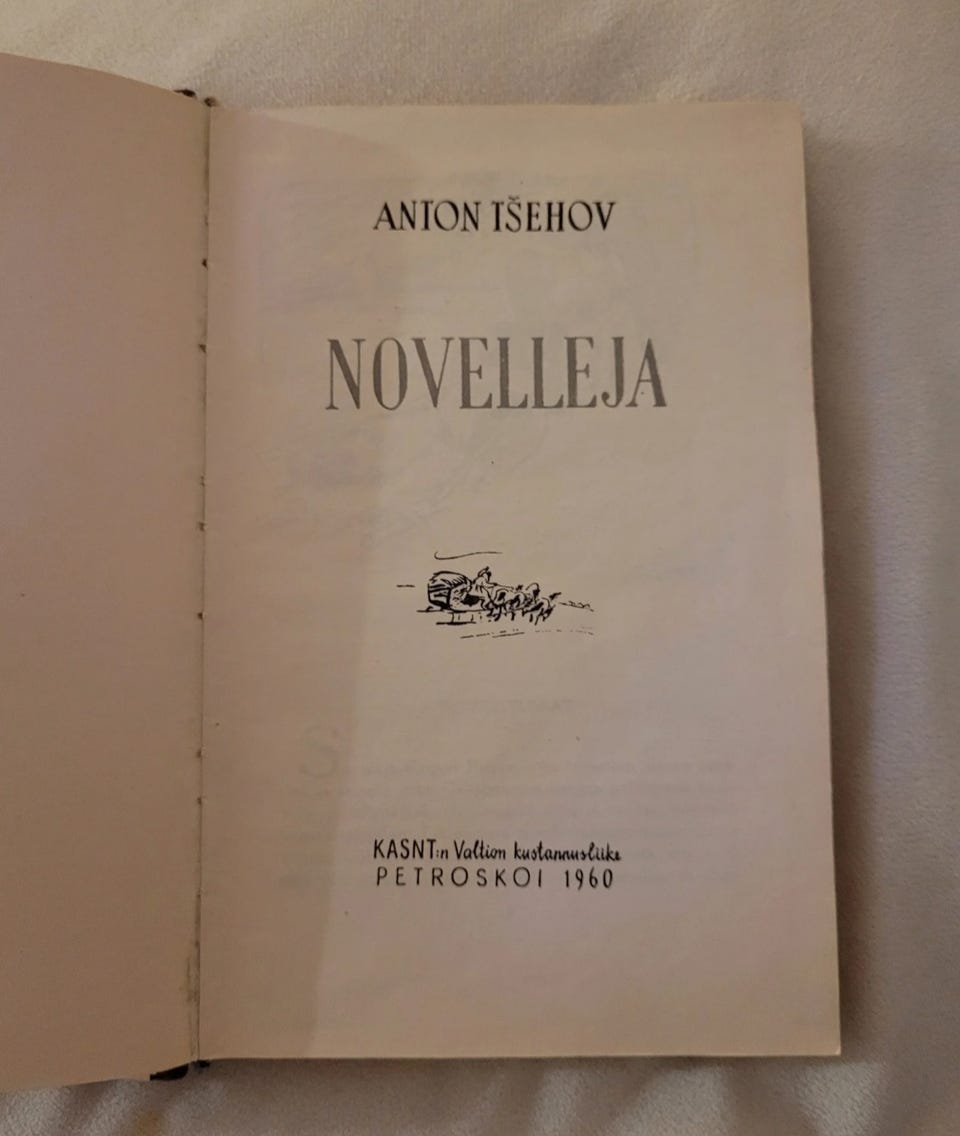 ANTON TŠEHOV
NOVELLEJA
KASNT:n Valtion kustannusliike
PETROSKOI 1960